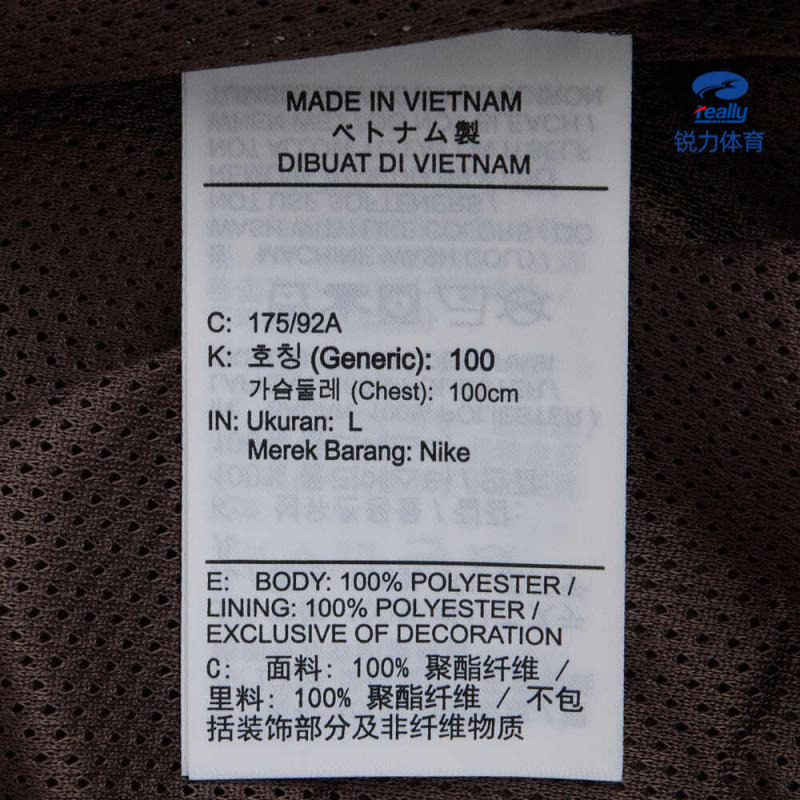 MADE IN VIETNAM
ベトナム製
DIBUAT DI VIETNAM
really
锐力体育
C: 175/92A
K: 호칭 (Generic): 100
가슴둘레 (Chest): 100cm
IN: Ukuran: L
Merek Barang: Nike
E: BODY: 100% POLYESTER /
LINING: 100% POLYESTER /
EXCLUSIVE OF DECORATION
C: 面料: 100% 聚酯纤维 /
里料: 100% 聚酯纤维 / 不包
括装饰部分及非纤维物质